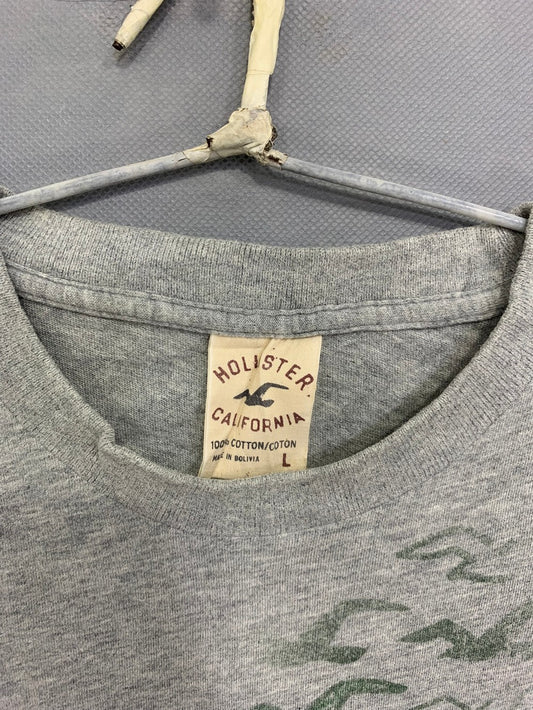 HOLLISTER
CALIFORNIA
100% COTTON/COTON
MADE IN BOLIVIA
L